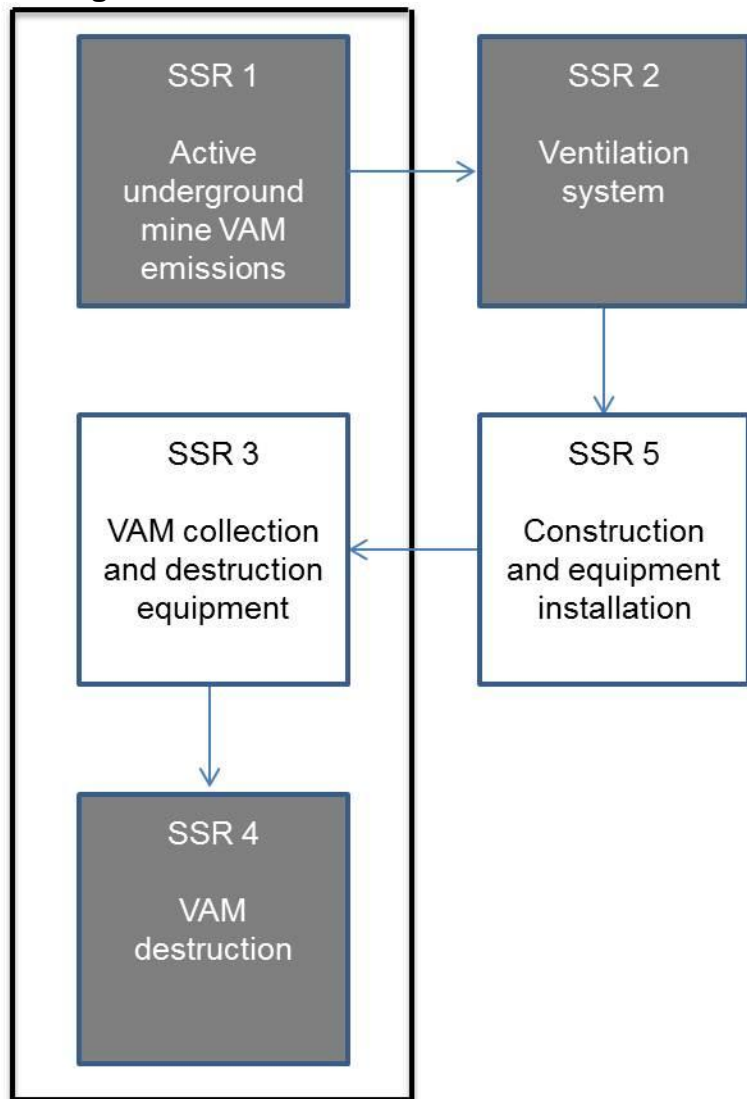 SSR 1
Active
underground
mine VAM
emissions
SSR 2
Ventilation
system
SSR 3
VAM collection
and destruction
equipment
SSR 5
Construction
and equipment
installation
SSR 4
VAM
destruction